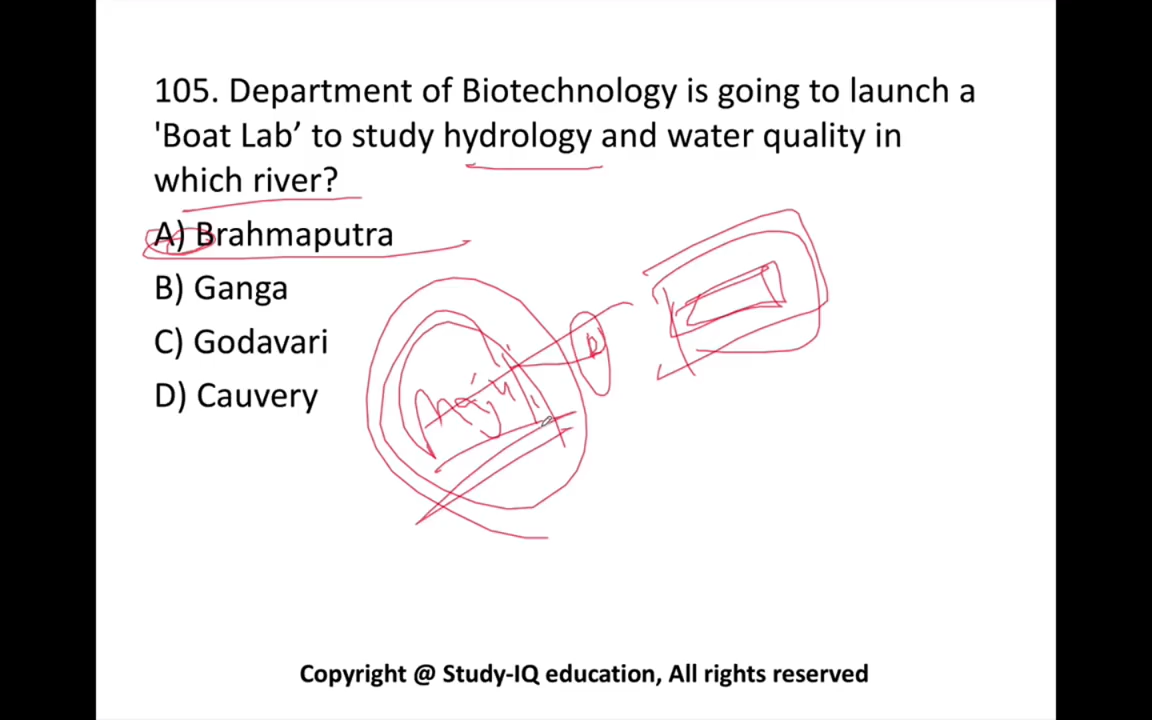 105. Department of Biotechnology is going to launch a
'Boat Lab’ to study hydrology and water quality in
which river?
A) Brahmaputra
B) Ganga
C) Godavari
D) Cauvery
Copyright @ Study-IQ education, All rights reserved